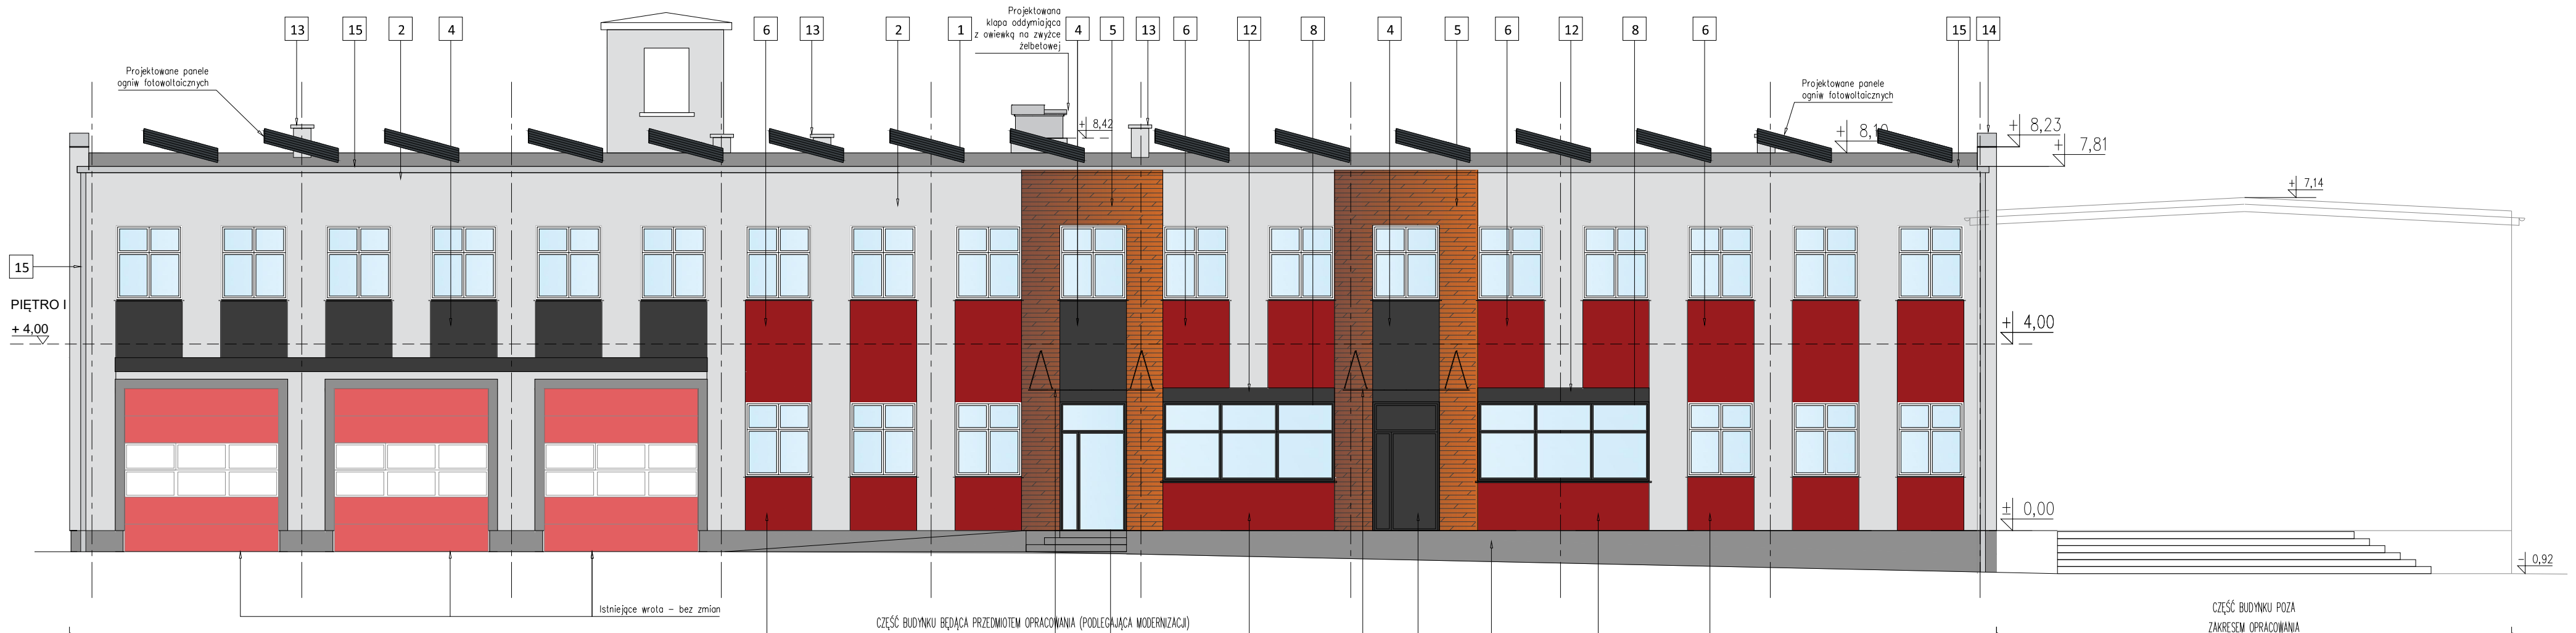 Projektowana
klapa oddymiająca
z owiewką na zwyżce
żelbetowej
13
15
2
4
6
13
2
1
4
5
13
6
12
8
4
5
6
12
8
6
15
14
Projektowane panele
ogniw fotowoltaicznych
Projektowane panele
ogniw fotowoltaicznych
+ 8,42
+ 8,10
+ 8,23
+ 7,81
+ 7,14
15
PIĘTRO I
+ 4,00
+ 4,00
± 0,00
- 0,92
Istniejące wrota – bez zmian
CZĘŚĆ BUDYNKU BĘDĄCA PRZEDMIOTEM OPRACOWANIA (PODLEGAJĄCA MODERNIZACJI)
CZĘŚĆ BUDYNKU POZA
ZAKRESEM OPRACOWANIA